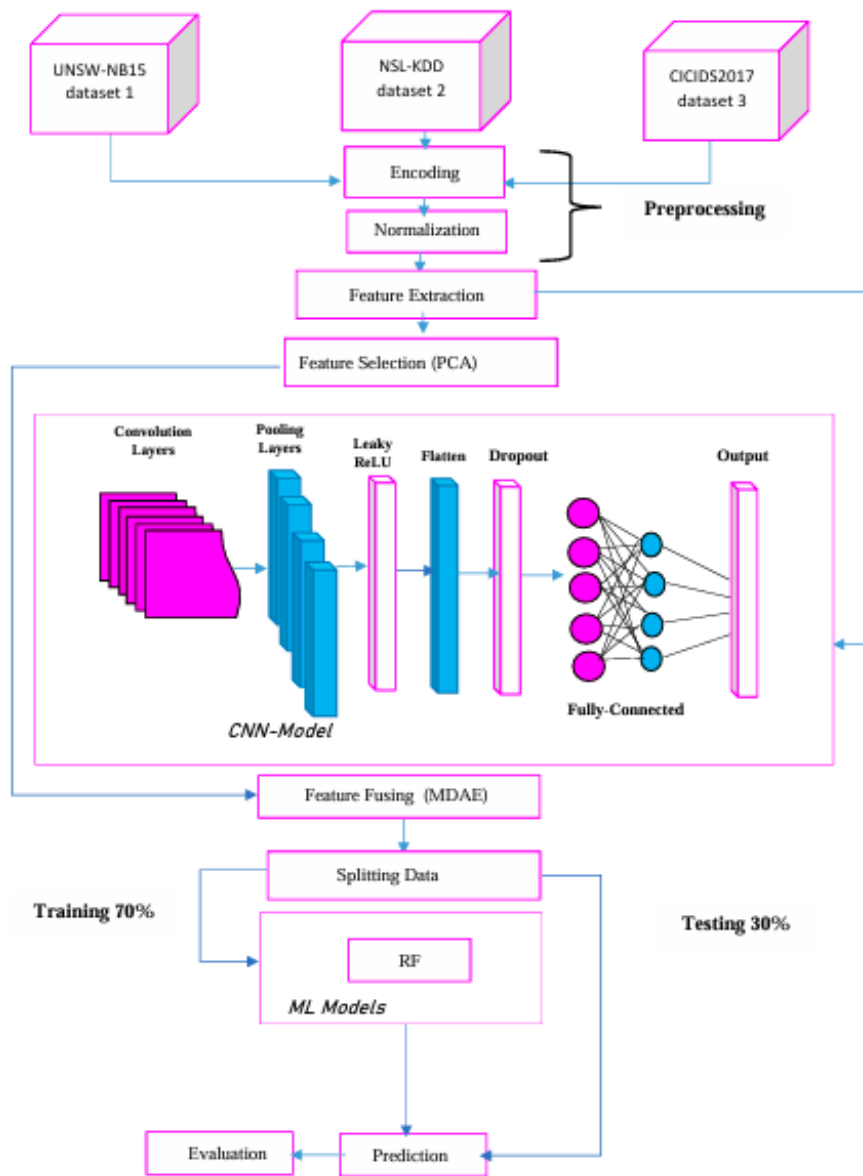 UNSW-NB15
dataset 1
NSL-KDD
dataset 2
CICIDS2017
dataset 3
Encoding
Preprocessing
Normalization
Feature Extraction
Feature Selection (PCA)
Convolution
Layers
Pooling
Layers
Leaky
ReLU
Flatten
Dropout
Output
Fully-Connected
CNN-Model
Feature Fusing (MDAE)
Splitting Data
Training 70%
Testing 30%
RF
ML Models
Evaluation
Prediction